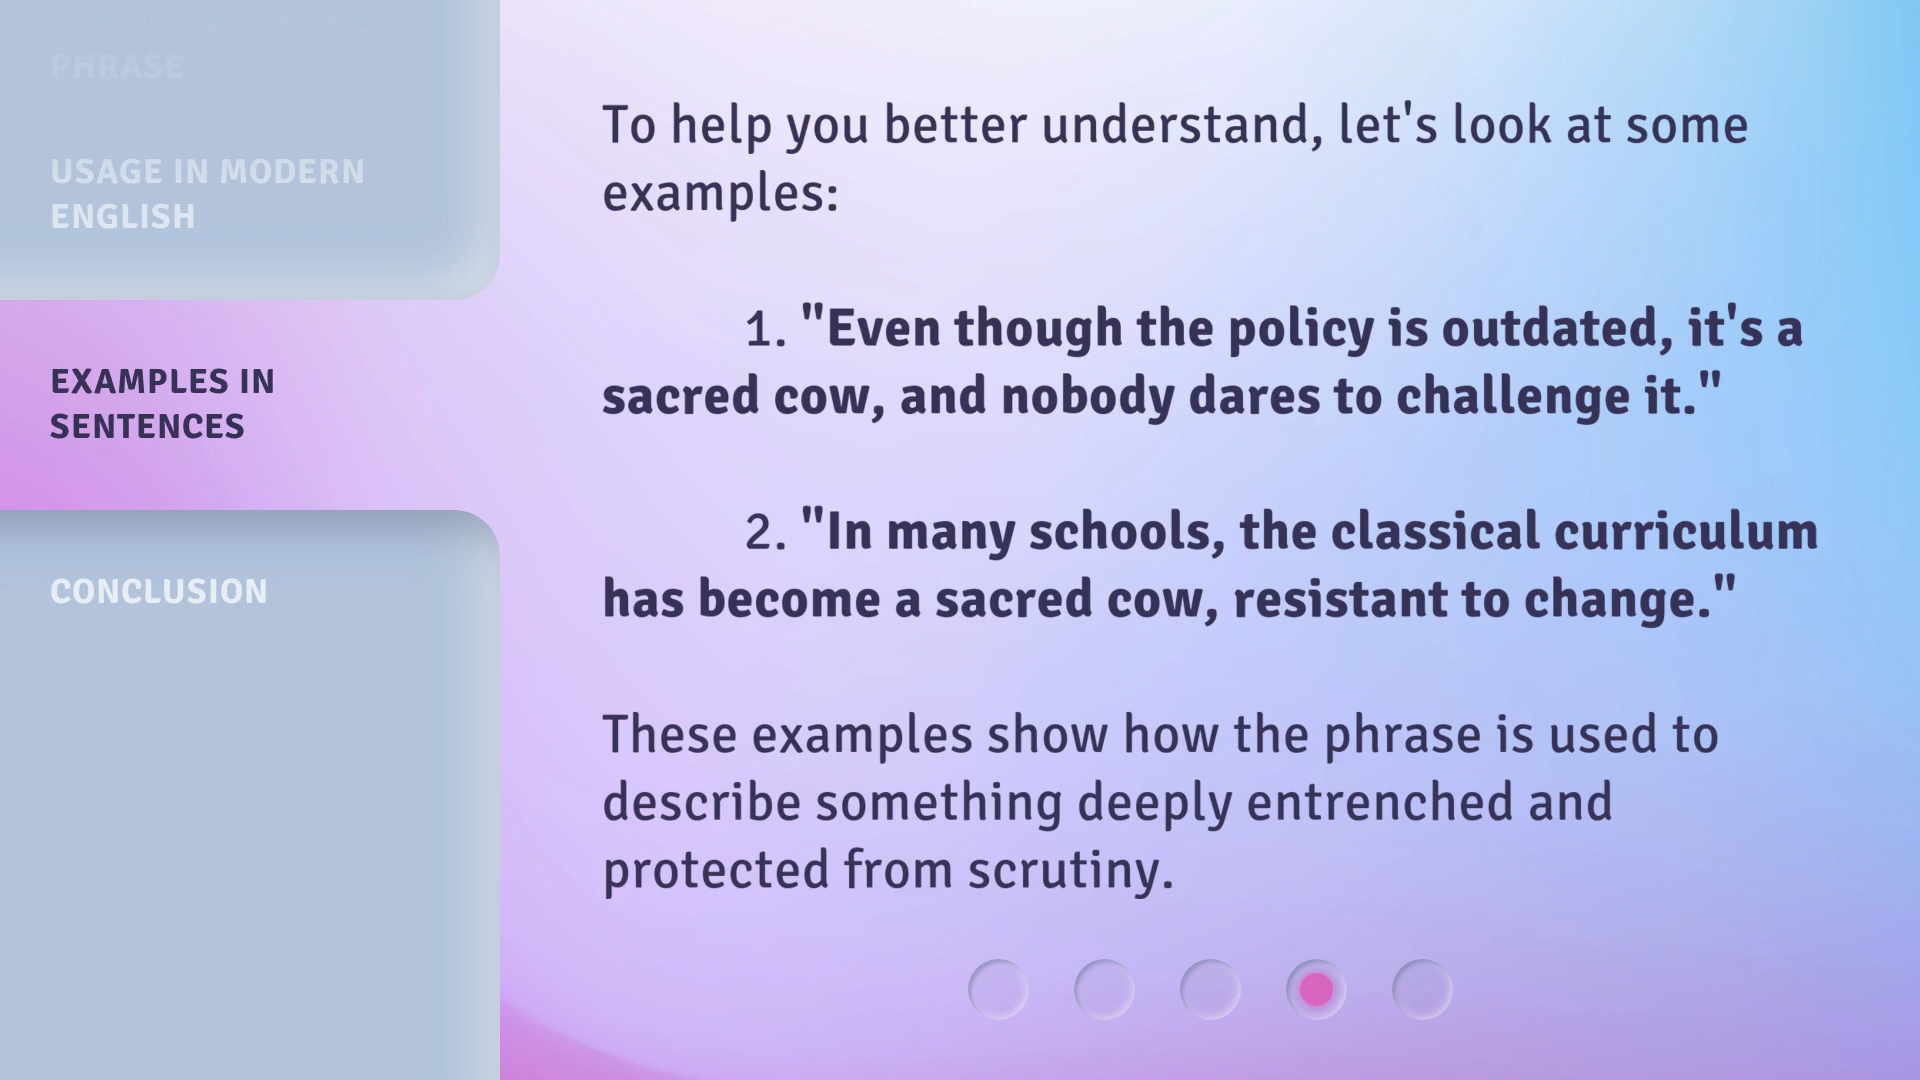 PHRASE
USAGE IN MODERN
ENGLISH
EXAMPLES IN
SENTENCES
CONCLUSION
To help you better understand, let's look at some
examples:
1. "Even though the policy is outdated, it's a
sacred cow, and nobody dares to challenge it."
2. "In many schools, the classical curriculum
has become a sacred cow, resistant to change."
These examples show how the phrase is used to
describe something deeply entrenched and
protected from scrutiny.